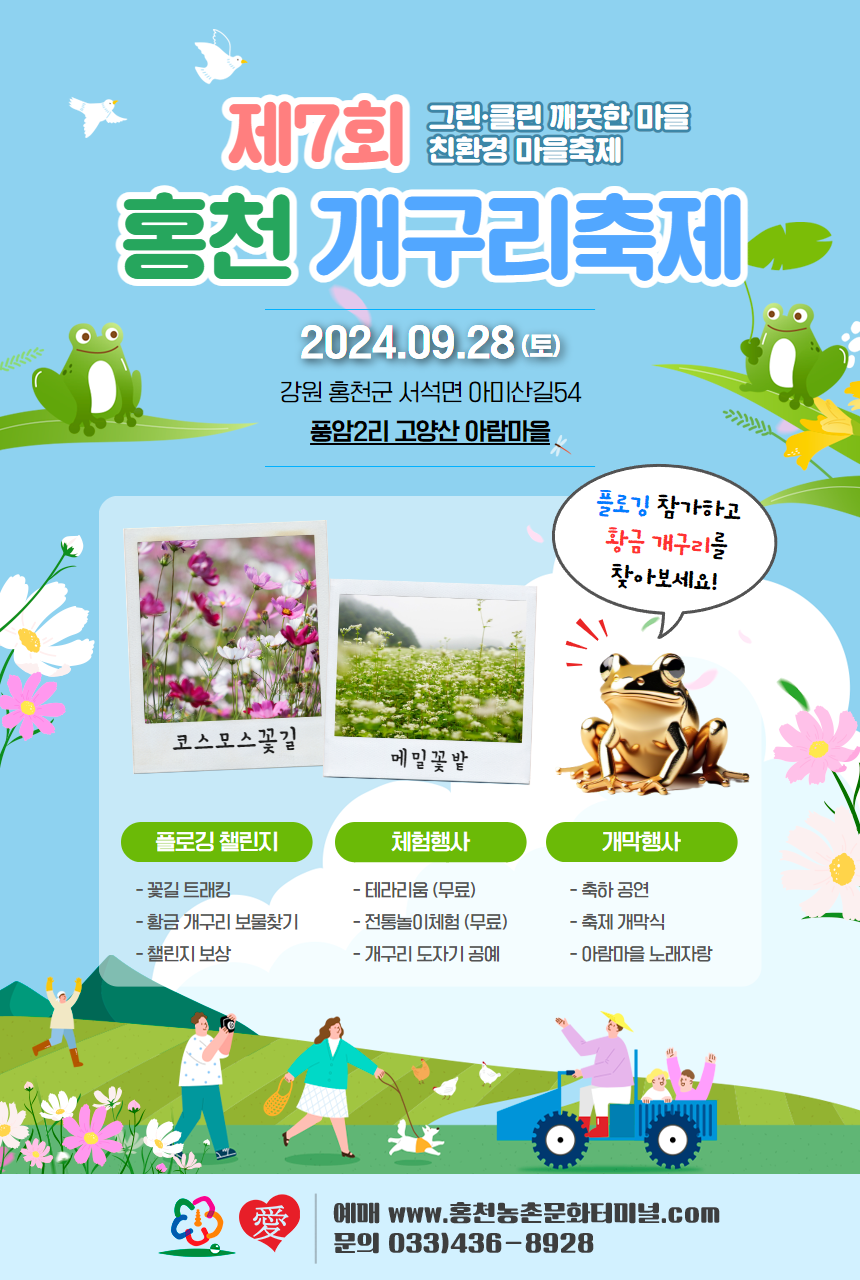 제7회
그린·클린 깨끗한 마을
친환경 마을축제
홍천 개구리축제
2024.09.28 (토)
강원 홍천군 서석면 아미산길54
풍암2리 고양산 아람마을
플로깅 참가하고
황금 개구리를
찾아보세요!
코스모스꽃길
메밀꽃밭
플로깅 챌린지
- 꽃길 트래킹
- 황금 개구리 보물찾기
- 챌린지 보상
체험행사
- 테라리움 (무료)
- 전통놀이체험 (무료)
- 개구리 도자기 공예
개막행사
- 축하 공연
- 축제 개막식
- 아람마을 노래자랑
愛
예매 www.홍천농촌문화터미널.com
문의 033)436-8928